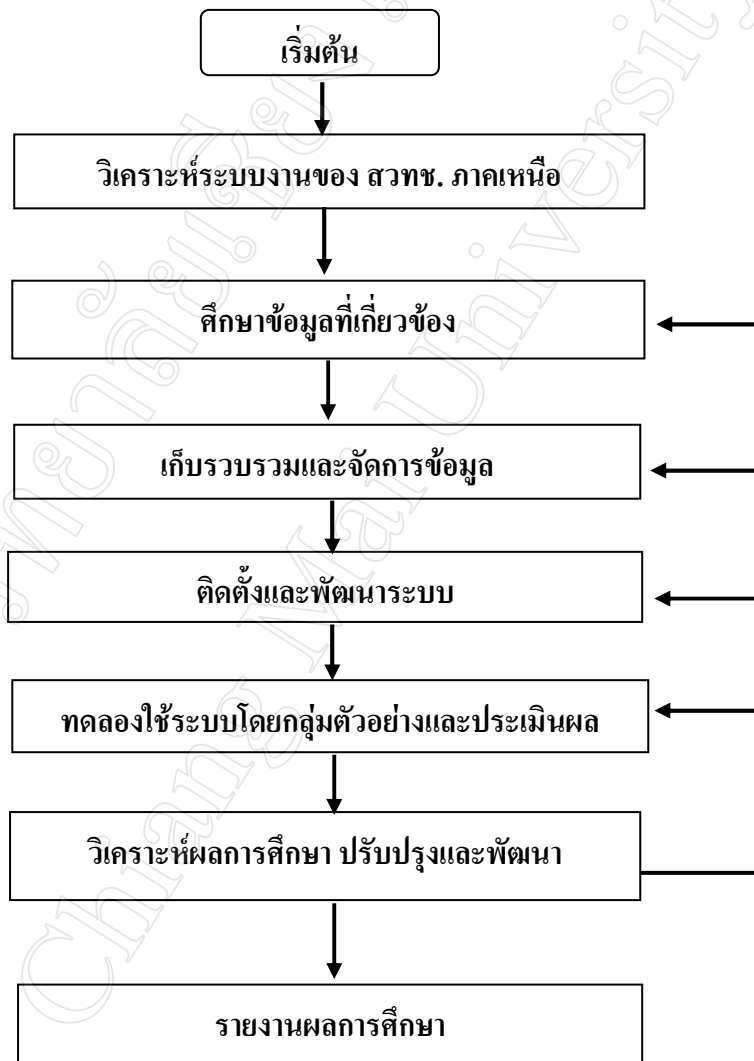 เริ่มต้น
วิเคราะห์ระบบงานของ สวทช. ภาคเหนือ
ศึกษาข้อมูลที่เกี่ยวข้อง
เก็บรวบรวมและจัดการข้อมูล
ติดตั้งและพัฒนาระบบ
ทดลองใช้ระบบโดยกลุ่มตัวอย่างและประเมินผล
วิเคราะห์ผลการศึกษา ปรับปรุงและพัฒนา
รายงานผลการศึกษา
Chiang Mai University